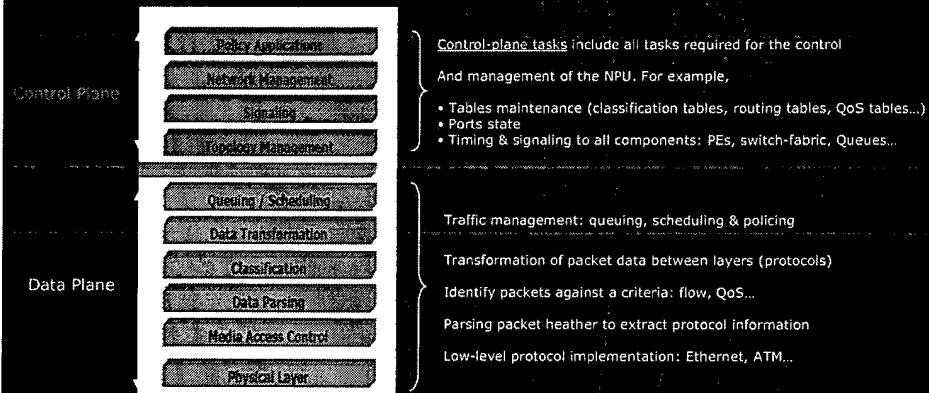 Policy Applications
Network Management
Signaling
Topology Management
Control Plane
Control-plane tasks include all tasks required for the control
And management of the NPU. For example,
• Tables maintenance (classification tables, routing tables, QoS tables...)
• Ports state
• Timing & signaling to all components: PEs, switch-fabric, Queues...
Queuing / Scheduling
Data Transformation
Classification
Data Parsing
Media Access Control
Physical Layer
Data Plane
Traffic management: queuing, scheduling & policing
Transformation of packet data between layers (protocols)
Identify packets against a criteria: flow, QoS...
Parsing packet heather to extract protocol information
Low-level protocol implementation: Ethernet, ATM...